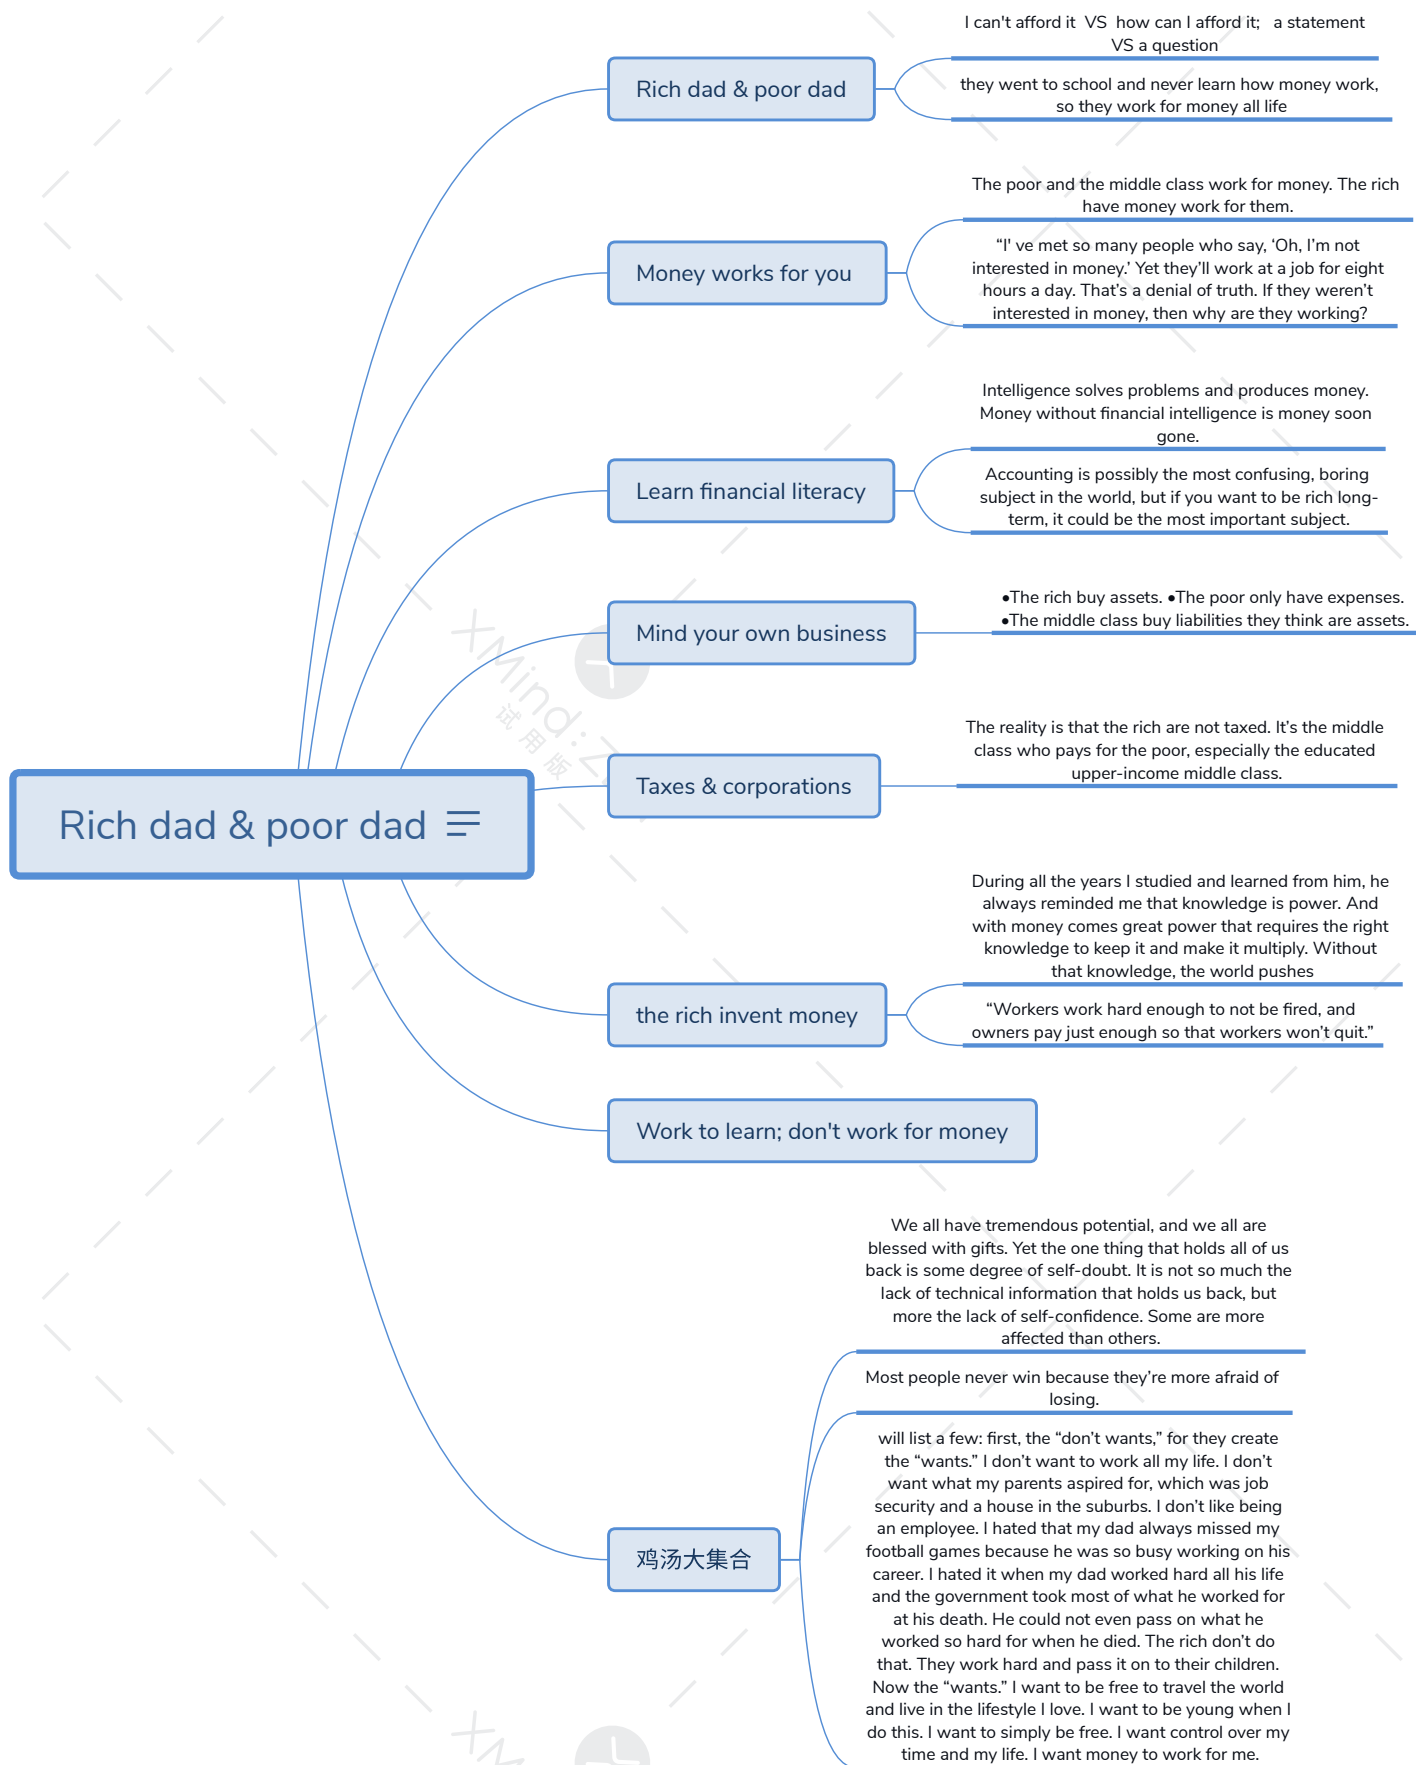 I can't afford it  VS  how can I afford it;   a statement
VS a question
Rich dad & poor dad
they went to school and never learn how money work,
so they work for money all life
The poor and the middle class work for money. The rich
have money work for them.
Money works for you
“I' ve met so many people who say, ‘Oh, I’m not
interested in money.’ Yet they’ll work at a job for eight
hours a day. That’s a denial of truth. If they weren’t
interested in money, then why are they working?
Intelligence solves problems and produces money.
Money without financial intelligence is money soon
gone.
Learn financial literacy
Accounting is possibly the most confusing, boring
subject in the world, but if you want to be rich long-
term, it could be the most important subject.
•The rich buy assets. •The poor only have expenses.
•The middle class buy liabilities they think are assets.
Mind your own business
XMind:Z
试用版
The reality is that the rich are not taxed. It’s the middle
class who pays for the poor, especially the educated
upper-income middle class.
Taxes & corporations
Rich dad & poor dad
During all the years I studied and learned from him, he
always reminded me that knowledge is power. And
with money comes great power that requires the right
knowledge to keep it and make it multiply. Without
that knowledge, the world pushes
the rich invent money
“Workers work hard enough to not be fired, and
owners pay just enough so that workers won’t quit.”
Work to learn; don't work for money
We all have tremendous potential, and we all are
blessed with gifts. Yet the one thing that holds all of us
back is some degree of self-doubt. It is not so much the
lack of technical information that holds us back, but
more the lack of self-confidence. Some are more
affected than others.
Most people never win because they’re more afraid of
losing.
鸡汤大集合
will list a few: first, the “don’t wants,” for they create
the “wants.” I don’t want to work all my life. I don’t
want what my parents aspired for, which was job
security and a house in the suburbs. I don’t like being
an employee. I hated that my dad always missed my
football games because he was so busy working on his
career. I hated it when my dad worked hard all his life
and the government took most of what he worked for
at his death. He could not even pass on what he
worked so hard for when he died. The rich don’t do
that. They work hard and pass it on to their children.
Now the “wants.” I want to be free to travel the world
and live in the lifestyle I love. I want to be young when I
do this. I want to simply be free. I want control over my
time and my life. I want money to work for me.
XM